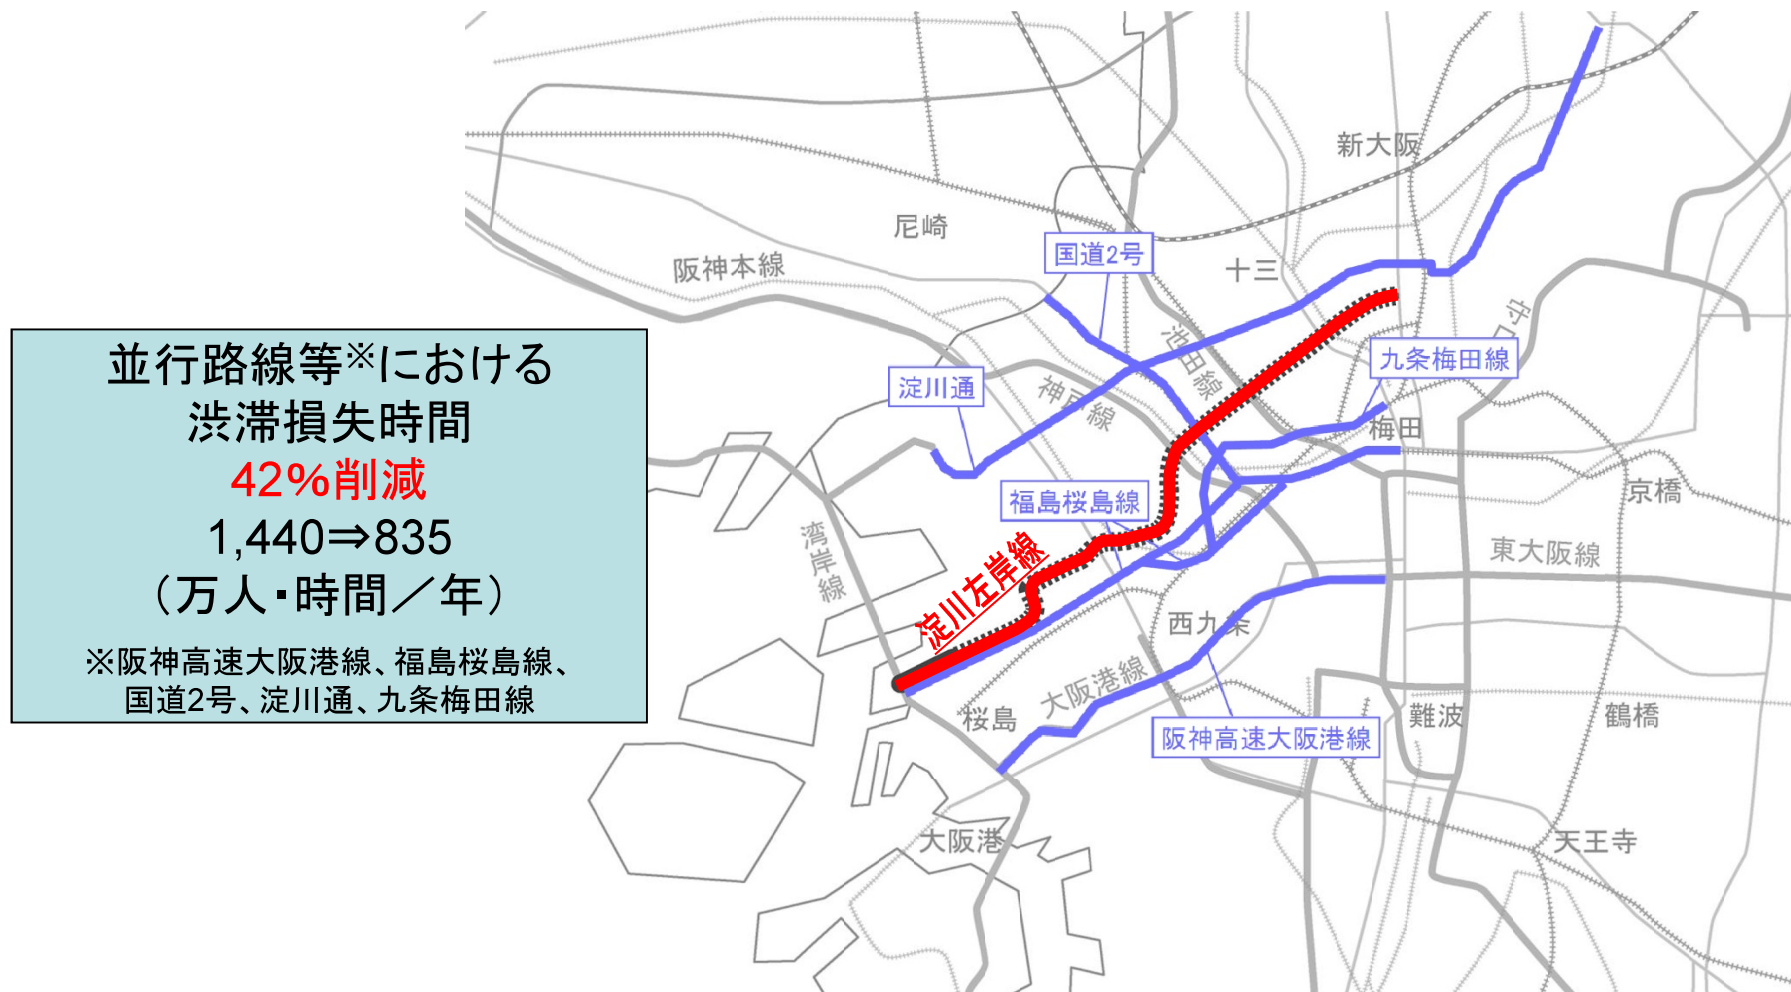 並行路線等※における
渋滞損失時間
42%削減
1,440⇒835
（万人・時間／年）
※阪神高速大阪港線、福島桜島線、
国道2号、淀川通、九条梅田線
新大阪
尼崎
国道2号
阪神本線
十三
守口
池田線
九条梅田線
淀川通
神戸線
梅田
福島桜島線
京橋
湾岸線
淀川左岸線
東大阪線
西九条
大阪港線
桜島
難波
鶴橋
阪神高速大阪港線
大阪港
天王寺